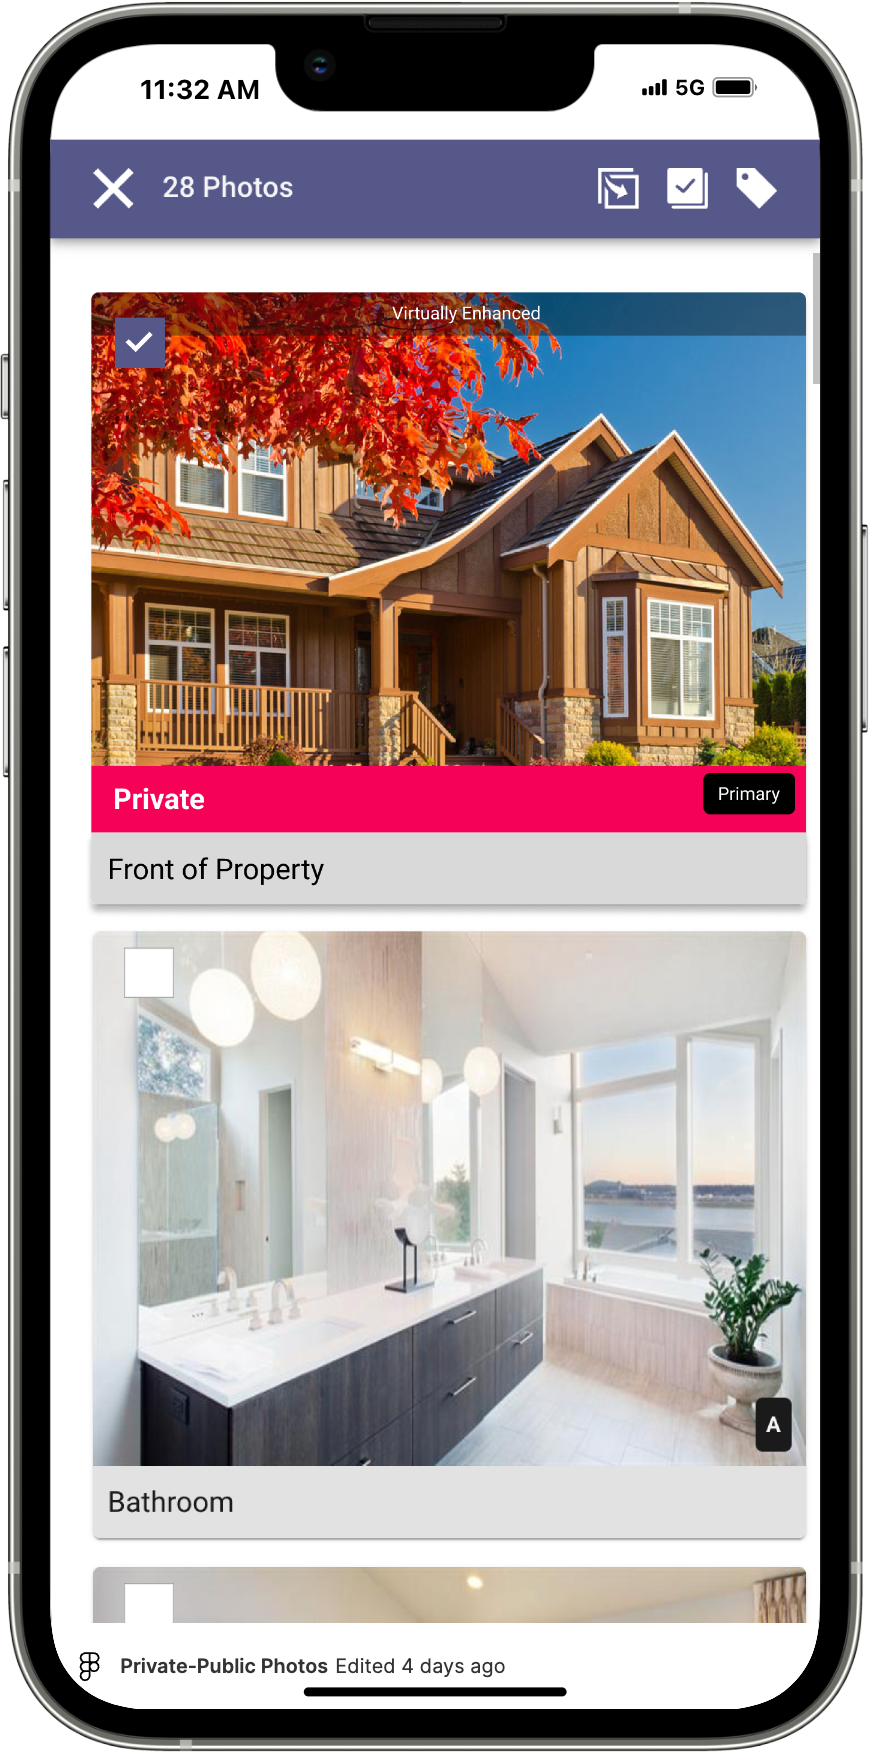 11:32 AM 5G
28 Photos
Virtually Enhanced
Private
Primary
Front of Property
A
Bathroom
Private-Public Photos Edited 4 days ago